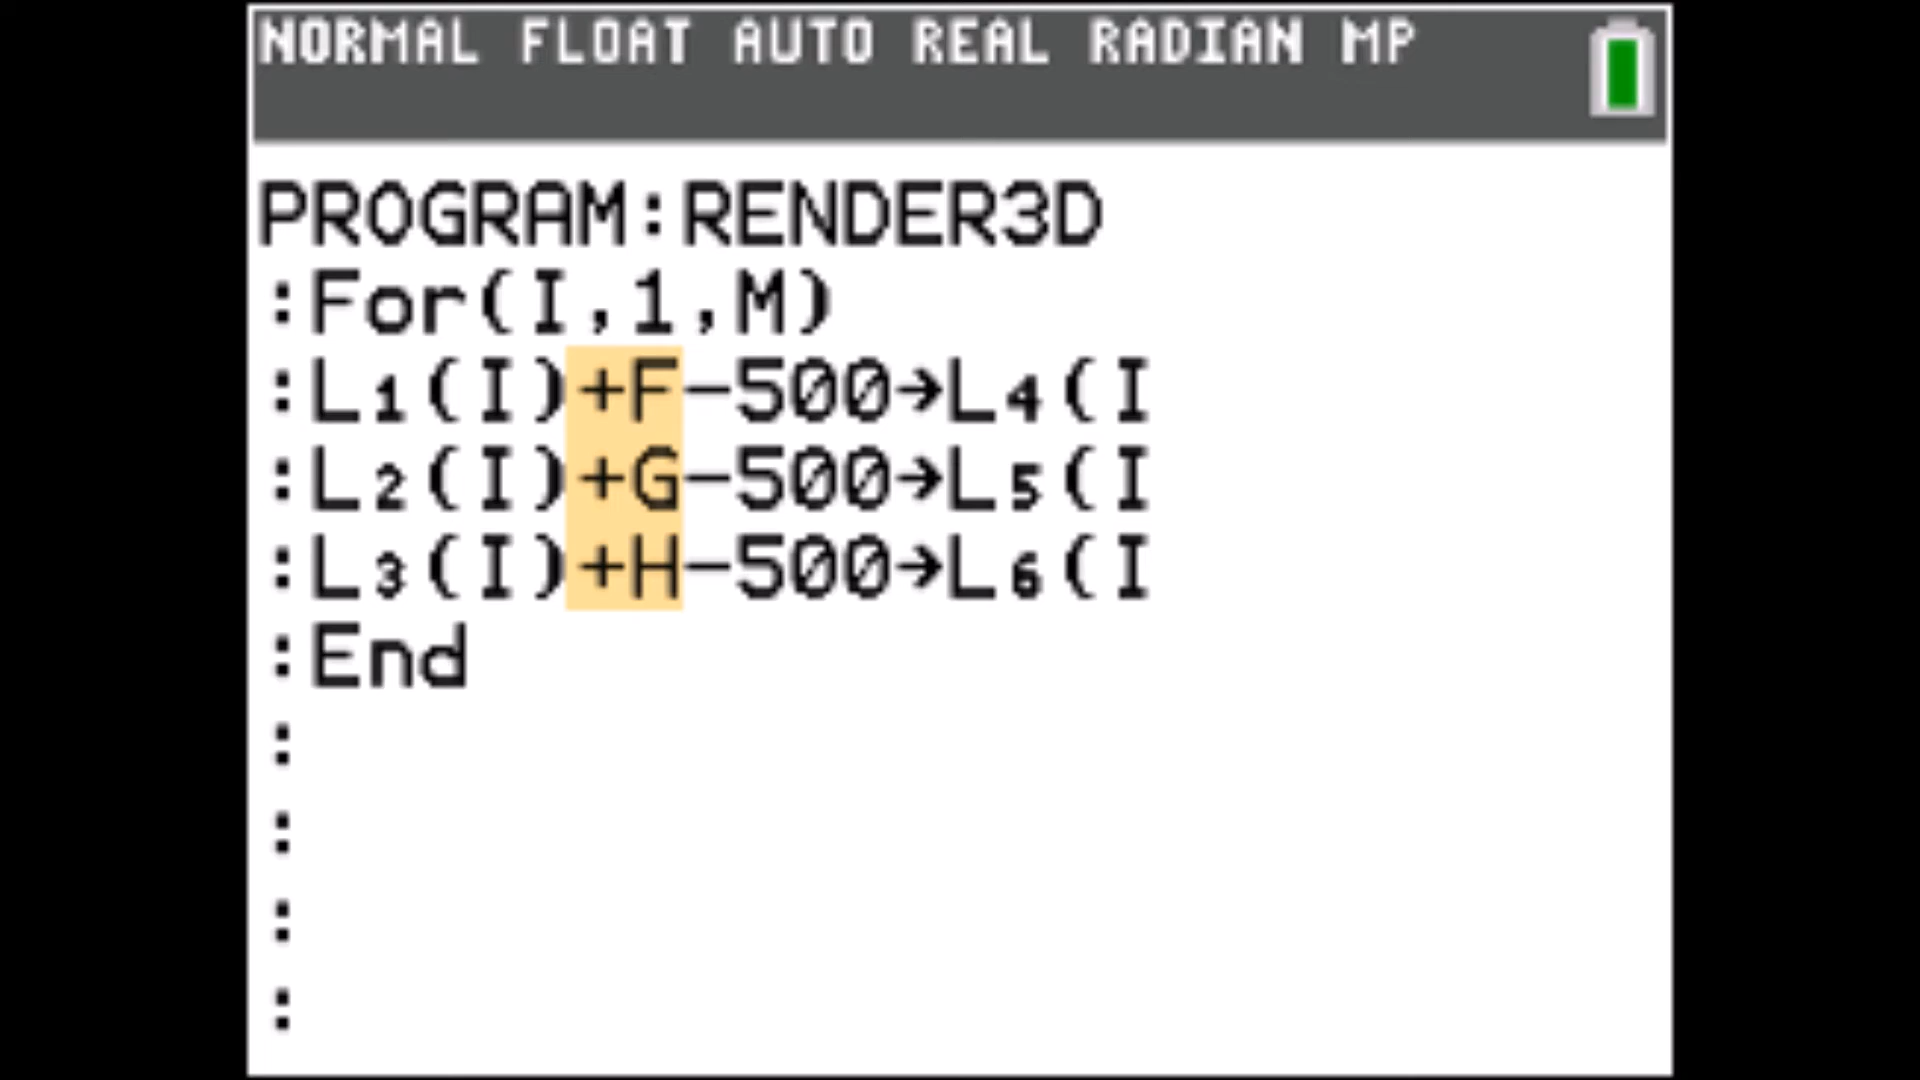 NORMAL FLOAT AUTO REAL RADIAN MP
PROGRAM:RENDER3D
:For(I,1,M)
:L₁(I)+F-500→L₄(I
:L₂(I)+G-500→L₅(I
:L₃(I)+H-500→L₆(I
:End
:
:
:
: